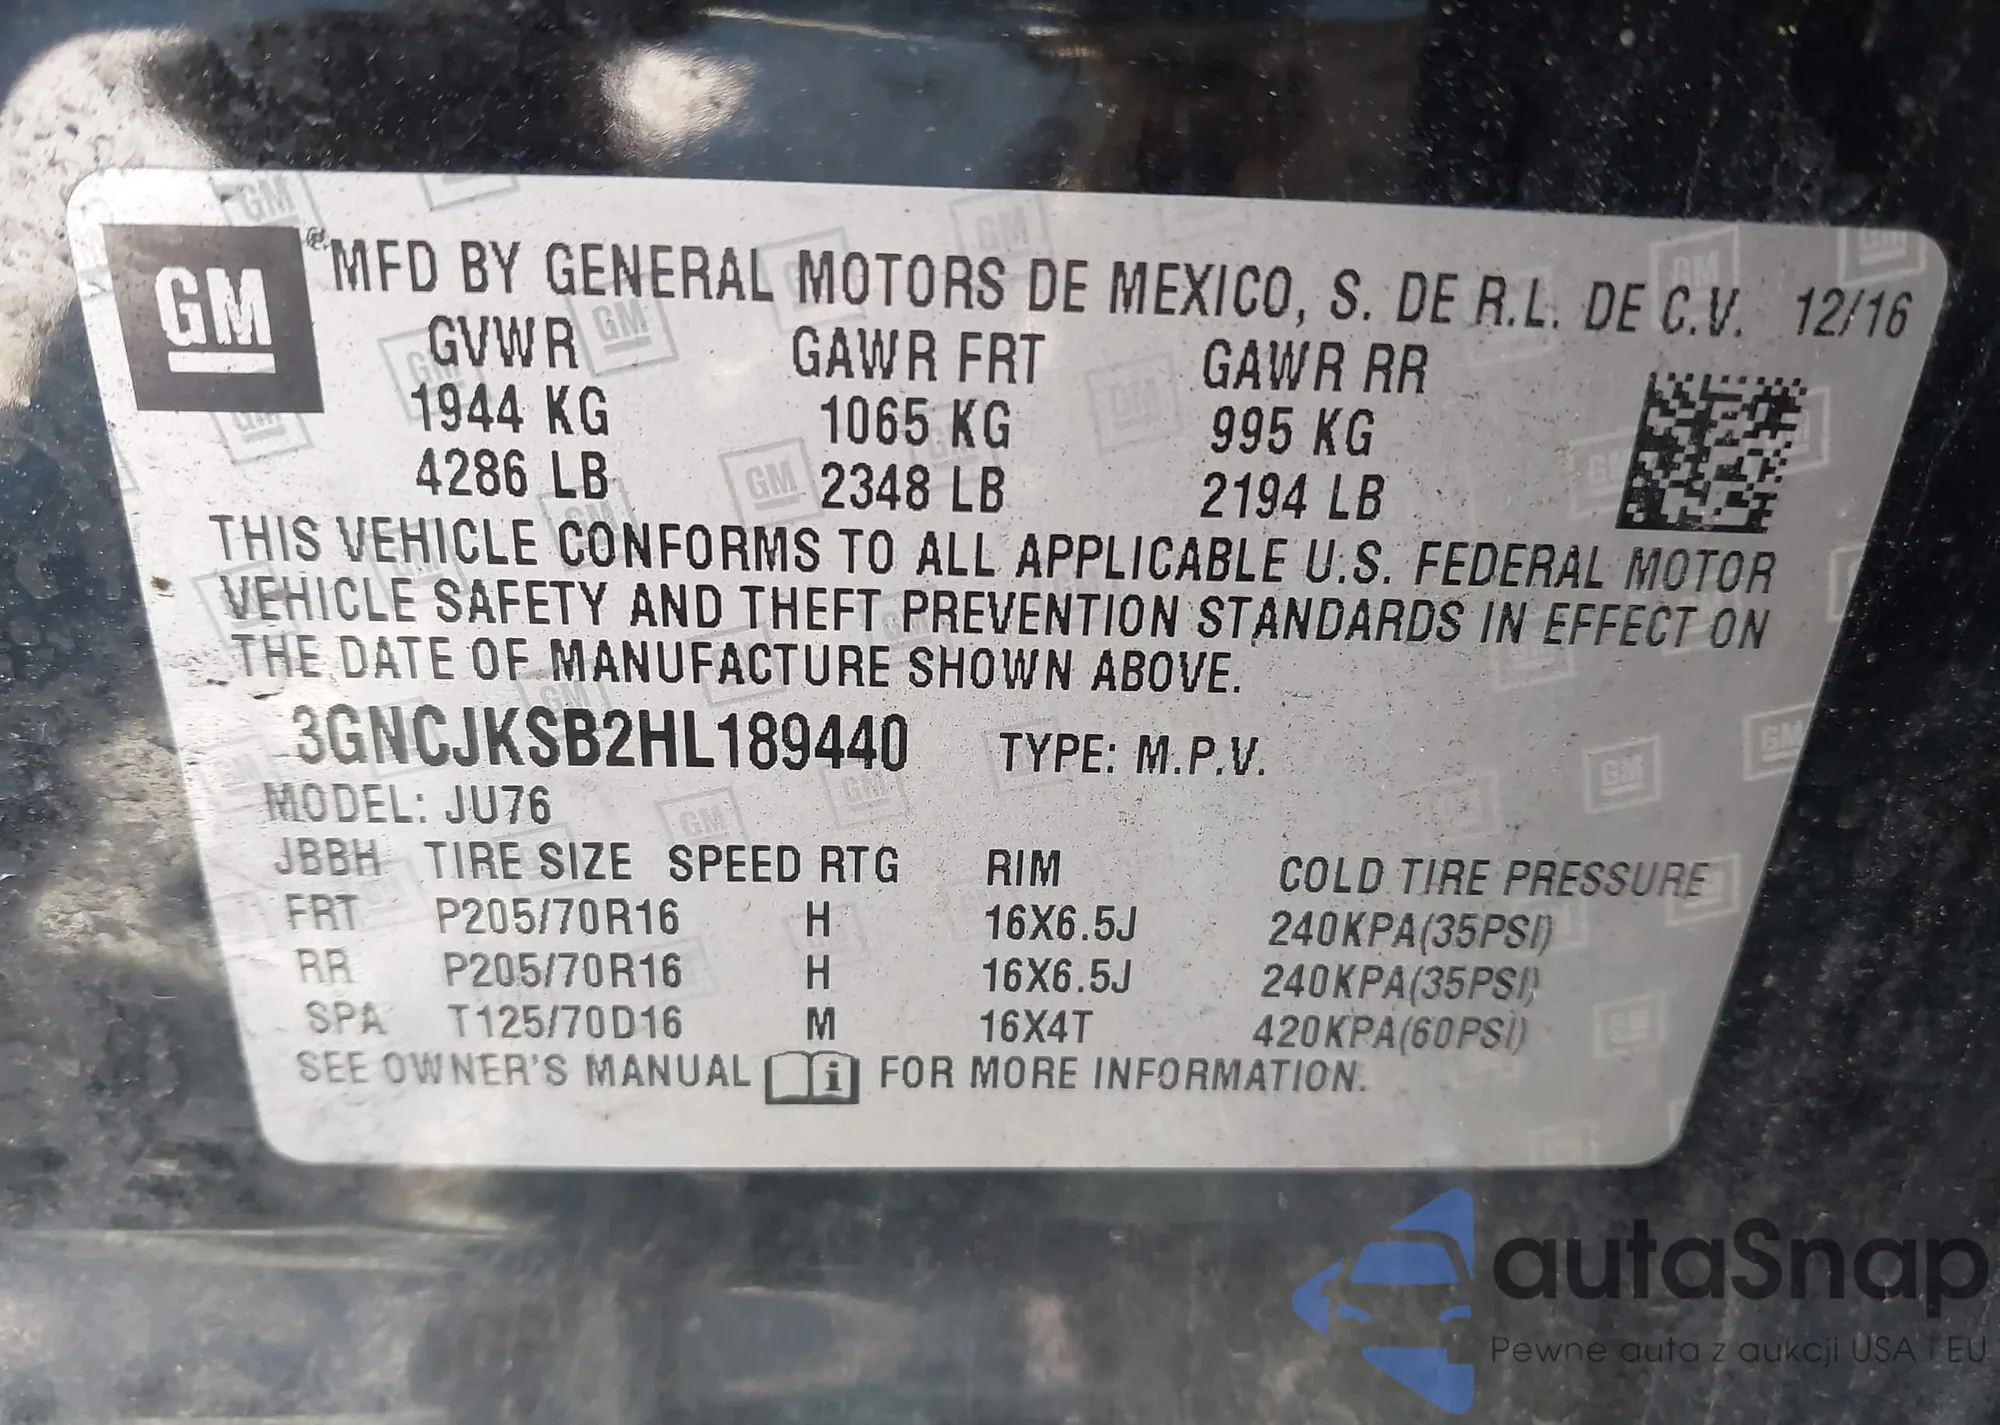 GM
MFD BY GENERAL MOTORS DE MEXICO, S. DE R.L. DE C.V. 12/16
GVWR GAWR FRT GAWR RR
1944 KG 1065 KG 995 KG
4286 LB 2348 LB 2194 LB
THIS VEHICLE CONFORMS TO ALL APPLICABLE U.S. FEDERAL MOTOR
VEHICLE SAFETY AND THEFT PREVENTION STANDARDS IN EFFECT ON
THE DATE OF MANUFACTURE SHOWN ABOVE.
3GNCJKSB2HL189440 TYPE: M.P.V.
MODEL: JU76
JBBH TIRE SIZE SPEED RTG RIM COLD TIRE PRESSURE
FRT P205/70R16 H 16X6.5J 240KPA(35PSI)
RR P205/70R16 H 16X6.5J 240KPA(35PSI)
SPA T125/70D16 M 16X4T 420KPA(60PSI)
SEE OWNER'S MANUAL i FOR MORE INFORMATION.
autaSnap
Pewne auta z aukcji USA i EU